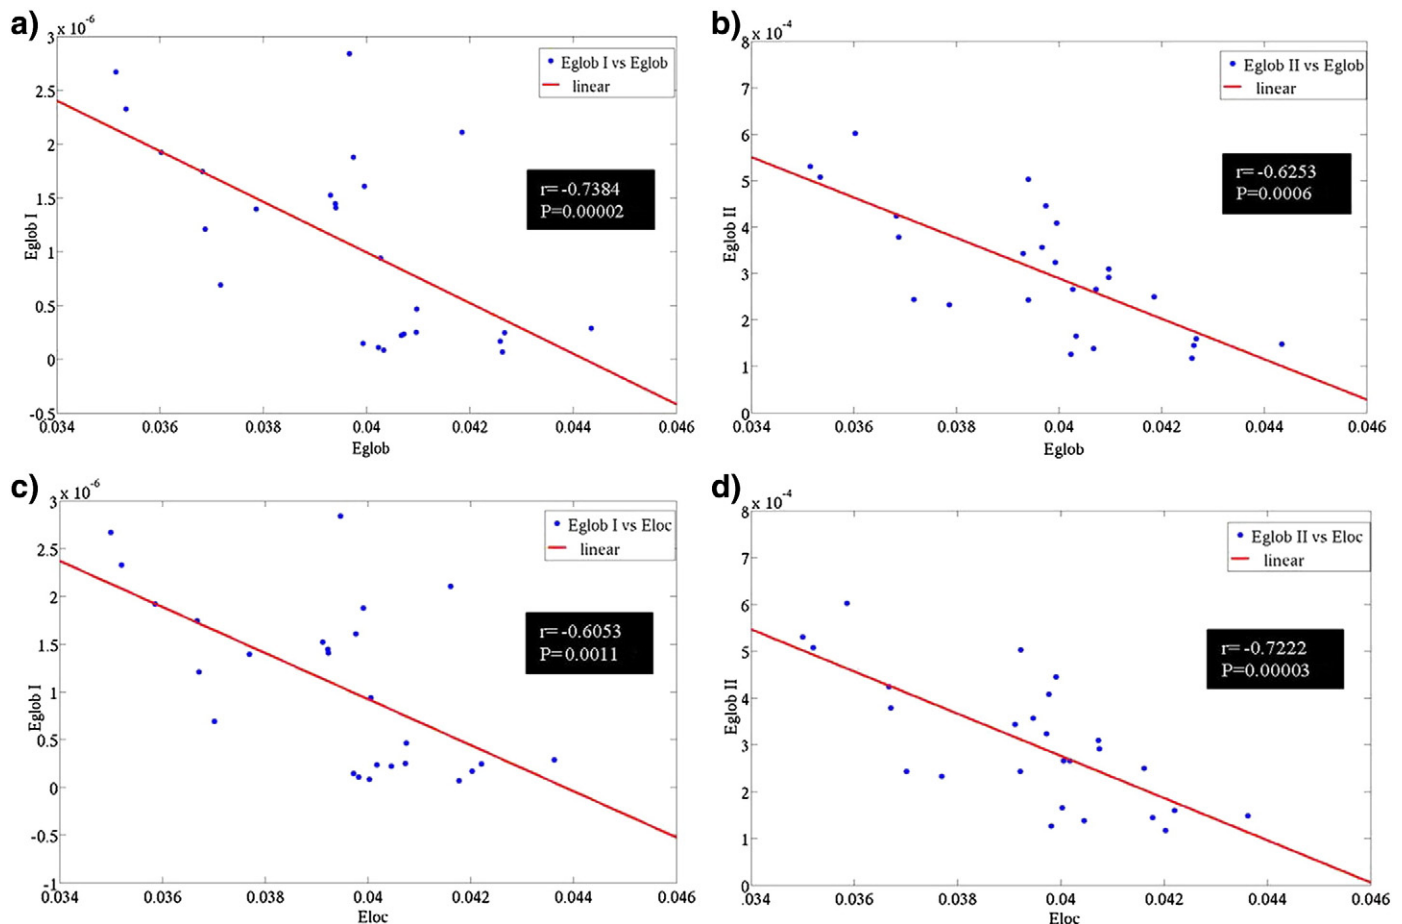 a)
3 x 10-6
2.5
2
1.5
1
0.5
0
-0.5
Eglob I
Eglob I vs Eglob
linear
r= -0.7384
P=0.00002
0.034 0.036 0.038 0.04 0.042 0.044 0.046
Eglob
b)
8 x 10-4
7
6
5
4
3
2
1
0
Eglob II
Eglob II vs Eglob
linear
r= -0.6253
P=0.0006
0.034 0.036 0.038 0.04 0.042 0.044 0.046
Eglob
c)
3 x 10-6
2.5
2
1.5
1
0.5
0
-0.5
-1
Eglob I
Eglob I vs Eloc
linear
r= -0.6053
P=0.0011
0.034 0.036 0.038 0.04 0.042 0.044 0.046
Eloc
d)
8 x 10-4
7
6
5
4
3
2
1
0
Eglob II
Eglob II vs Eloc
linear
r= -0.7222
P=0.00003
.034 0.036 0.038 0.04 0.042 0.044 0.046
Eloc